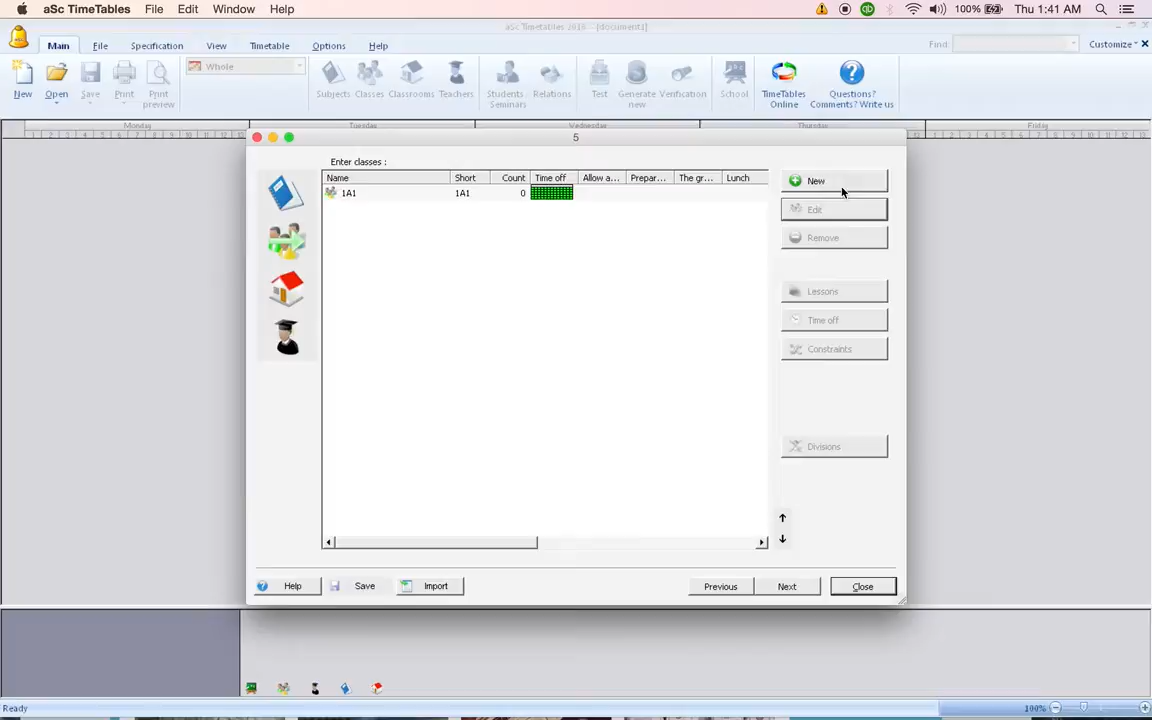 aSc TimeTables File Edit Window Help 100% Thu 1:41 AM
aSc Timetables 2016 - [document1]
Main File Specification View Timetable Options Help Find: Customize
New Open Save Print Print preview Whole Subjects Classes Classrooms Teachers Students Seminars Relations Test Generate new Verification School TimeTables Online Questions? Comments? Write us
Monday Tuesday Wednesday Thursday Friday
5
Enter classes :
Name Short Count Time off Allow a... Prepar... The gr... Lunch
1A1 1A1 0
New
Edit
Remove
Lessons
Time off
Constraints
Divisions
Help Save Import Previous Next Close
Ready 100%